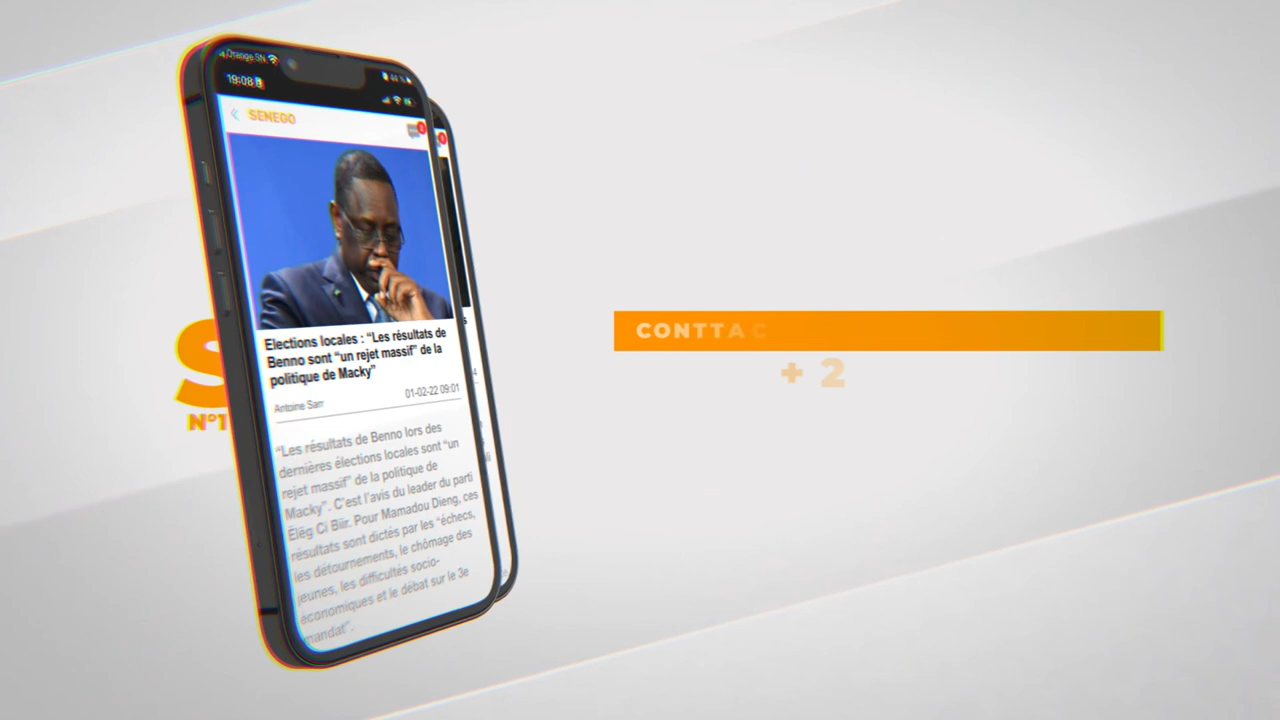 Orange SN
44 %
19:08
SENEGO
Elections locales : “Les résultats de
Benno sont “un rejet massif” de la
politique de Macky”
Antoine Sarr 01-02-22 09:01
“Les résultats de Benno lors des
dernières élections locales sont “un
rejet massif” de la politique de
Macky”. C’est l’avis du leader du parti
Élëg Ci Biir. Pour Mamadou Dieng, ces
résultats sont dictés par les “échecs,
les détournements, le chômage des
jeunes, les difficultés socio-
économiques et le débat sur le 3e
mandat”.
S
N°1
CONTTAC
+ 2